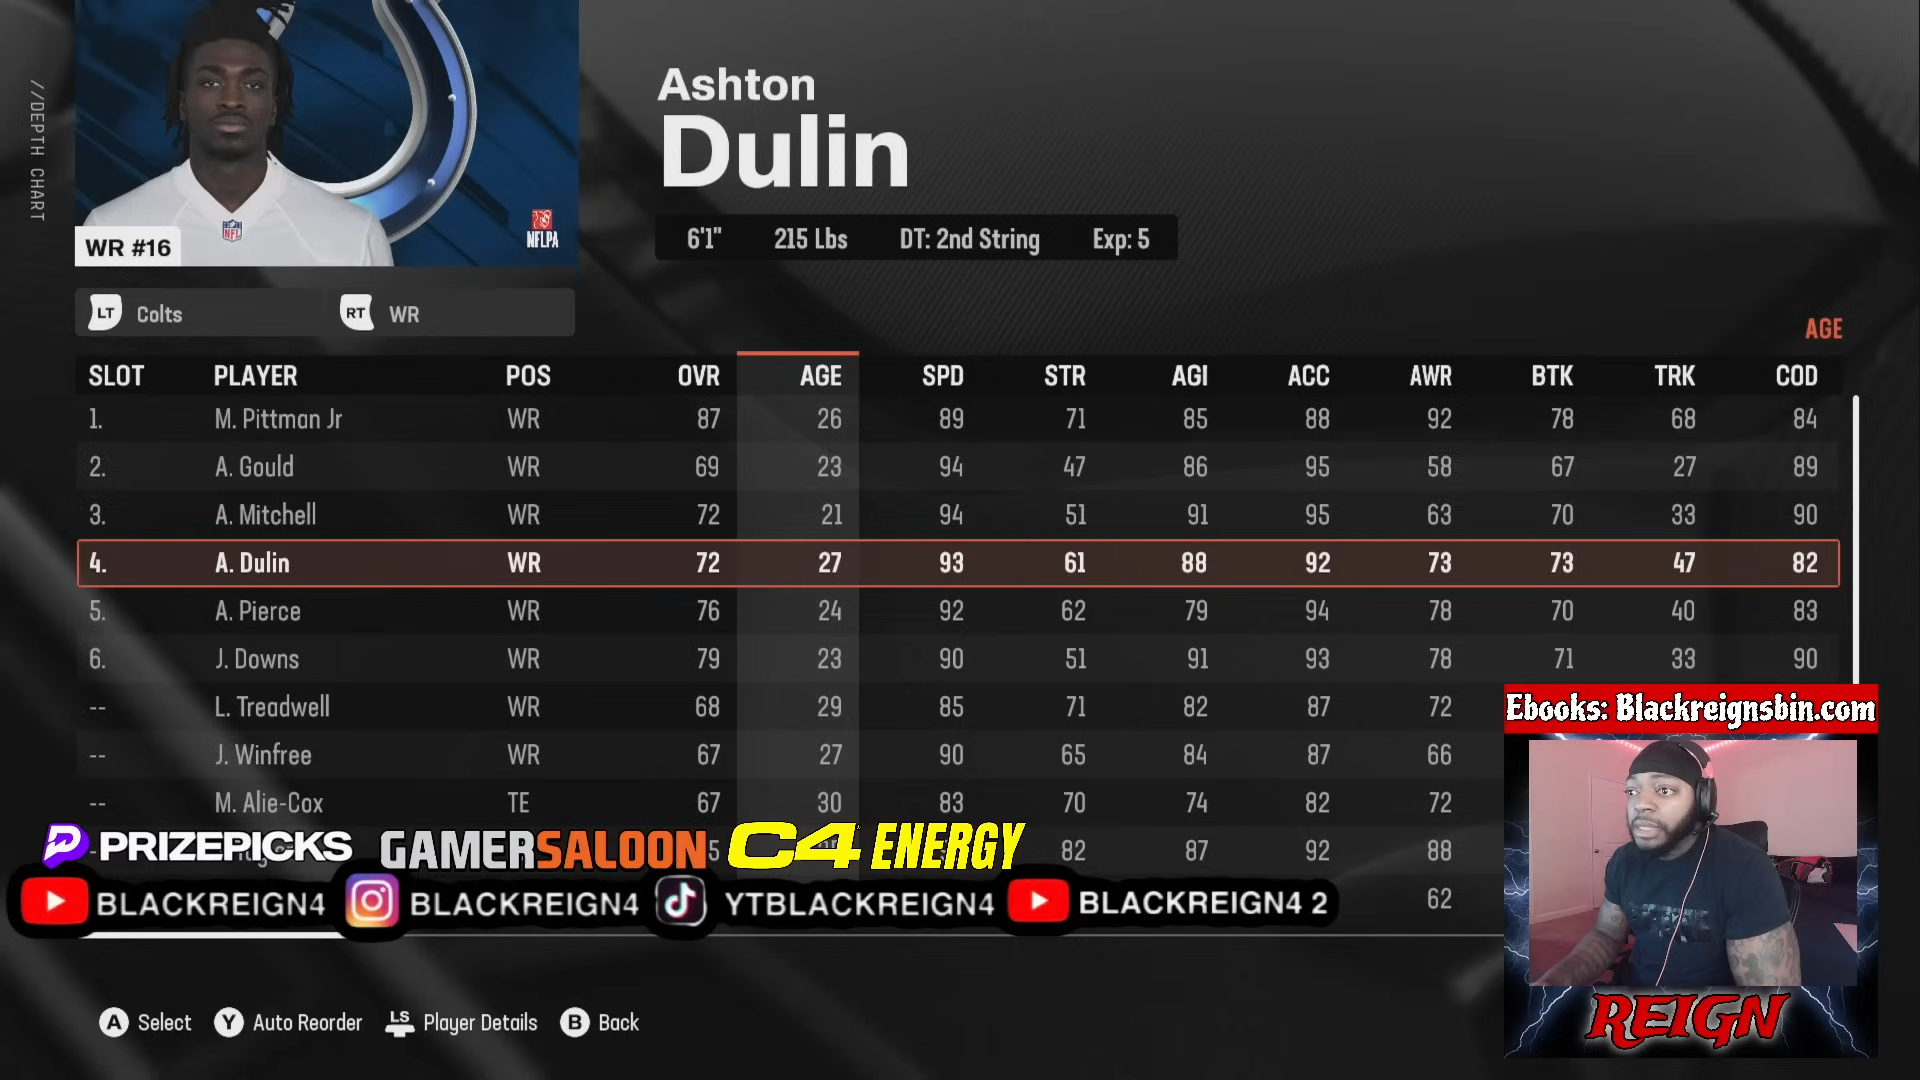 //DEPTH CHART
Ashton
Dulin
WR #16
NFL
NFLPA
6'1" 215 Lbs DT: 2nd String Exp: 5
LT Colts RT WR
AGE
SLOT PLAYER POS OVR AGE SPD STR AGI ACC AWR BTK TRK COD
1. M. Pittman Jr WR 87 26 89 71 85 88 92 78 68 84
2. A. Gould WR 69 23 94 47 86 95 58 67 27 89
3. A. Mitchell WR 72 21 94 51 91 95 63 70 33 90
4. A. Dulin WR 72 27 93 61 88 92 73 73 47 82
5. A. Pierce WR 76 24 92 62 79 94 78 70 40 83
6. J. Downs WR 79 23 90 51 91 93 78 71 33 90
-- L. Treadwell WR 68 29 85 71 82 87 72
-- J. Winfree WR 67 27 90 65 84 87 66
-- M. Alie-Cox TE 67 30 83 70 74 82 72
82 87 92 88
62
Ebooks: Blackreignsbin.com
PRIZEPICKS GAMERSALOON C4 ENERGY
BLACKREIGN4 BLACKREIGN4 YTBLACKREIGN4 BLACKREIGN4 2
REIGN
A Select Y Auto Reorder LS Player Details B Back